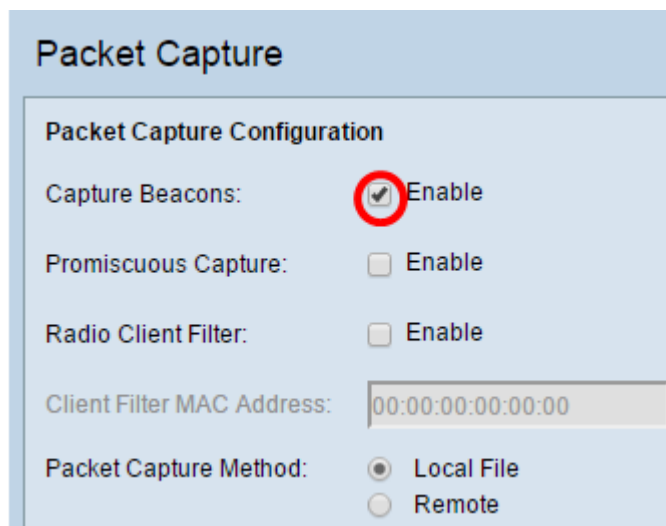 Packet Capture
Packet Capture Configuration
Capture Beacons: Enable
Promiscuous Capture: Enable
Radio Client Filter: Enable
Client Filter MAC Address: 00:00:00:00:00:00
Packet Capture Method: Local File
Remote